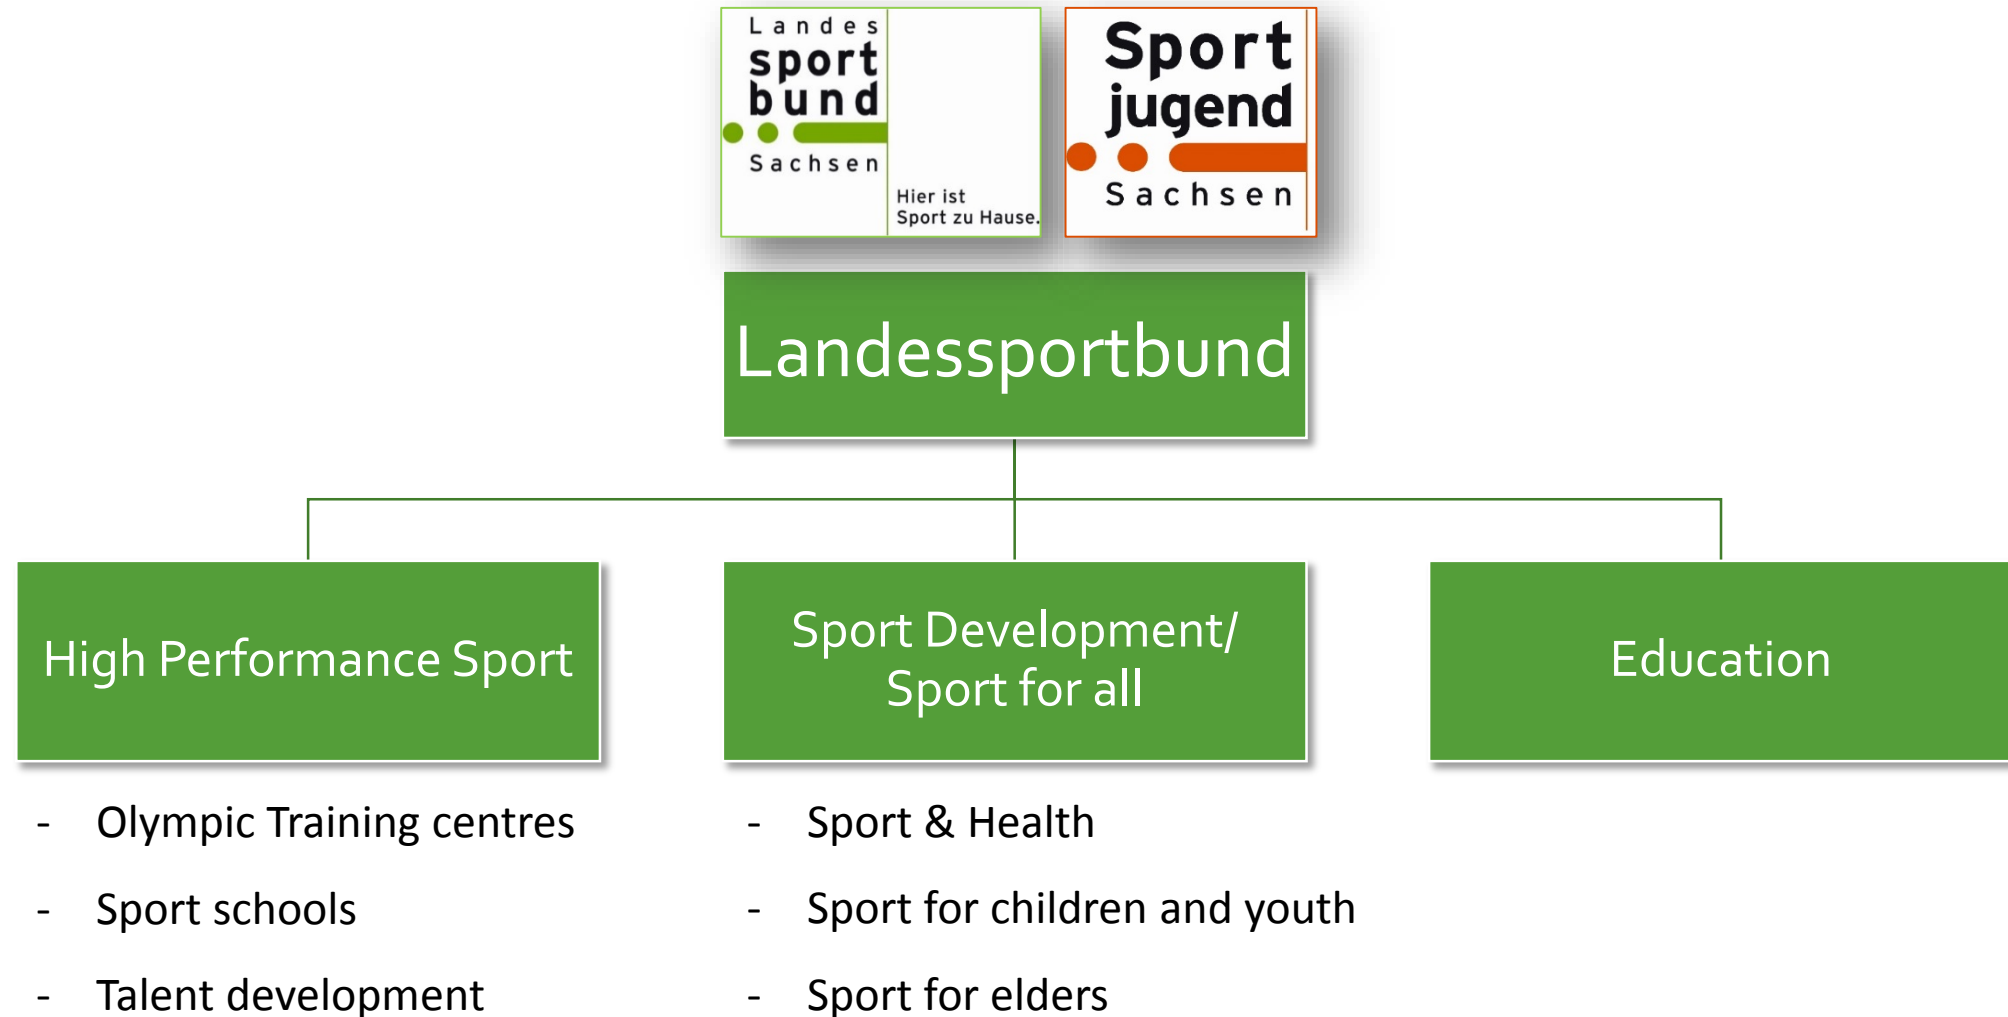 Landes
sport
bund
Sachsen
Hier ist
Sport zu Hause.
Sport
jugend
Sachsen
Landessportbund
High Performance Sport
Sport Development/
Sport for all
Education
- Olympic Training centres
- Sport schools
- Talent development
- Sport & Health
- Sport for children and youth
- Sport for elders